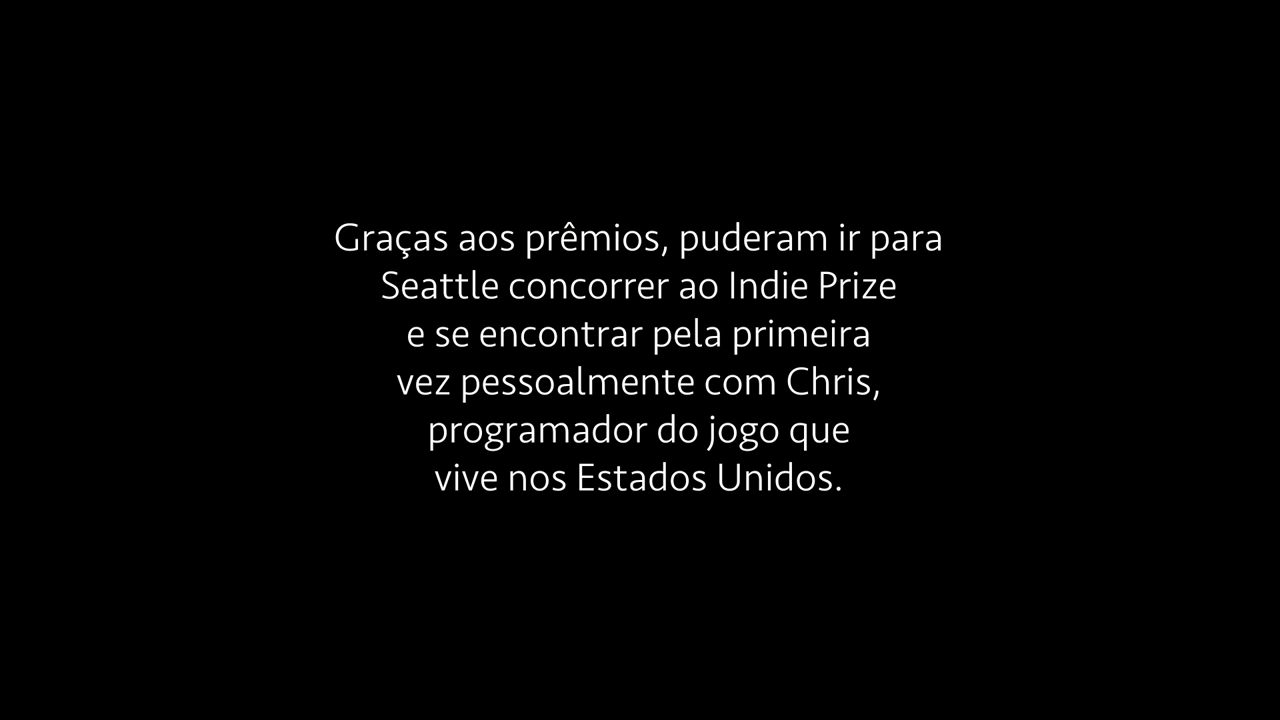 Graças aos prêmios, puderam ir para
Seattle concorrer ao Indie Prize
e se encontrar pela primeira
vez pessoalmente com Chris,
programador do jogo que
vive nos Estados Unidos.